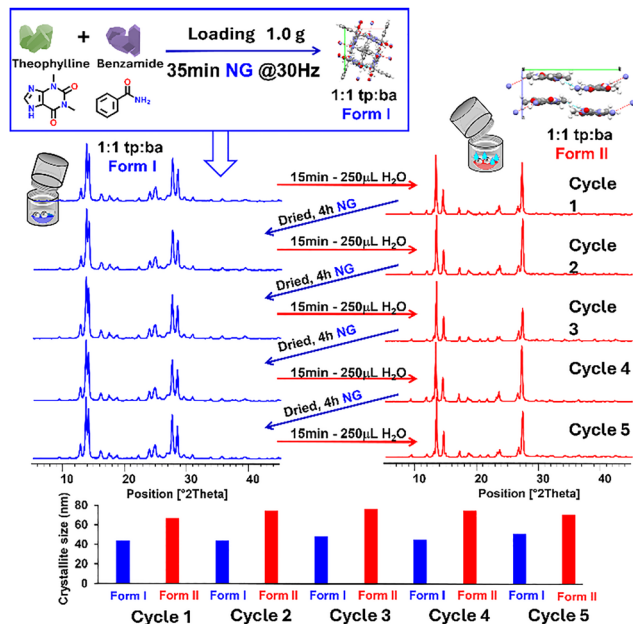 Loading 1.0 g
+
Theophylline Benzamide
35min NG @30Hz
1:1 tp:ba
Form I
O
N
N
N
N
H
O
O
NH₂
1:1 tp:ba
Form I
1:1 tp:ba
Form II
15min - 250μL H₂O
Cycle 1
Dried, 4h NG
15min - 250μL H₂O
Cycle 2
Dried, 4h NG
15min - 250μL H₂O
Cycle 3
Dried, 4h NG
15min - 250μL H₂O
Cycle 4
Dried, 4h NG
15min - 250μL H₂O
Cycle 5
10 20 30 40
Position [°2Theta]
10 20 30 40
Position [°2Theta]
Crystallite size (nm)
80
60
40
20
0
Form I Form II Form I Form II Form I Form II Form I Form II Form I Form II
Cycle 1 Cycle 2 Cycle 3 Cycle 4 Cycle 5